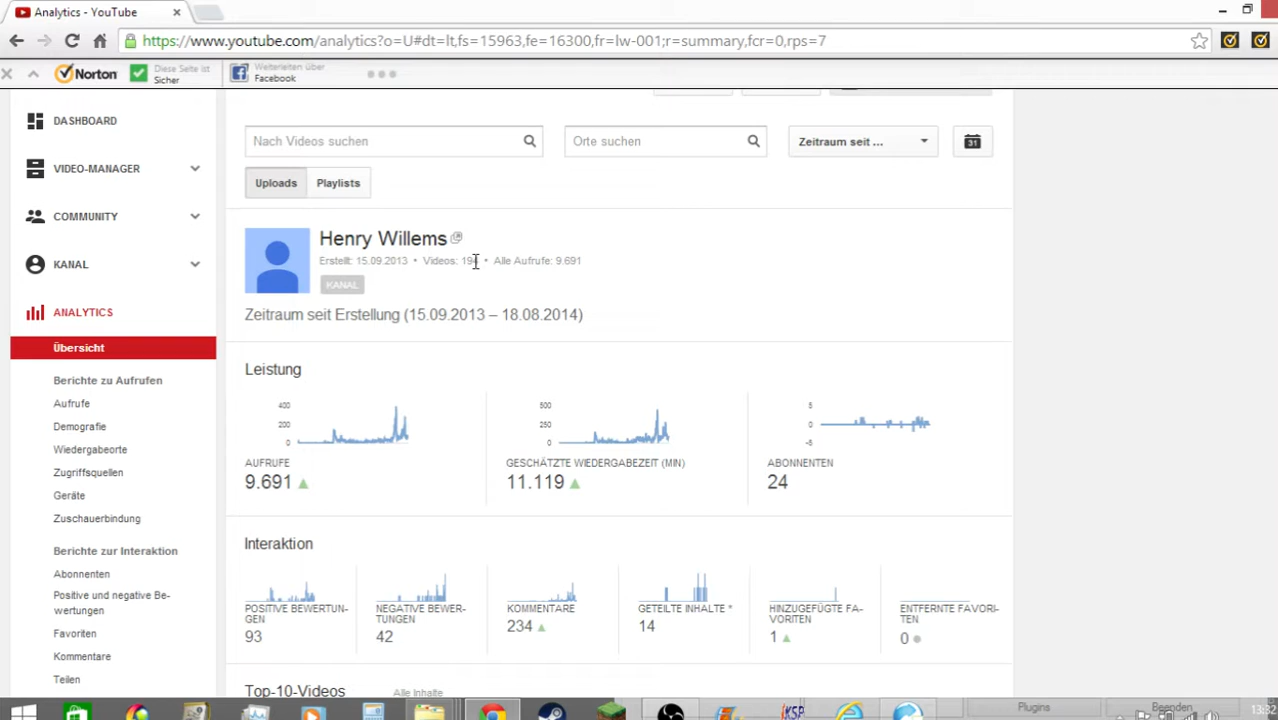 Analytics - YouTube
https://www.youtube.com/analytics?o=U#dt=lt,fs=15963,fe=16300,fr=lw-001;r=summary,fcr=0,rps=7
Norton
Diese Seite ist
Sicher
Weiterleiten über
Facebook
DASHBOARD
VIDEO-MANAGER
COMMUNITY
KANAL
ANALYTICS
Übersicht
Berichte zu Aufrufen
Aufrufe
Demografie
Wiedergabeorte
Zugriffsquellen
Geräte
Zuschauerbindung
Berichte zur Interaktion
Abonnenten
Positive und negative Be-
wertungen
Favoriten
Kommentare
Teilen
Nach Videos suchen
Orte suchen
Zeitraum seit ...
31
Uploads
Playlists
Henry Willems
Erstellt: 15.09.2013 • Videos: 194 • Alle Aufrufe: 9.691
KANAL
Zeitraum seit Erstellung (15.09.2013 – 18.08.2014)
Leistung
400
200
0
AUFRUFE
9.691
500
250
0
GESCHÄTZTE WIEDERGABEZEIT (MIN)
11.119
5
0
-5
ABONNENTEN
24
Interaktion
POSITIVE BEWERTUN-
GEN
93
NEGATIVE BEWER-
TUNGEN
42
KOMMENTARE
234
GETEILTE INHALTE *
14
HINZUGEFÜGTE FA-
VORITEN
1
ENTFERNTE FAVORI-
TEN
0
Top-10-Videos
Alle Inhalte
KSP
Plugins
Beenden
13:32